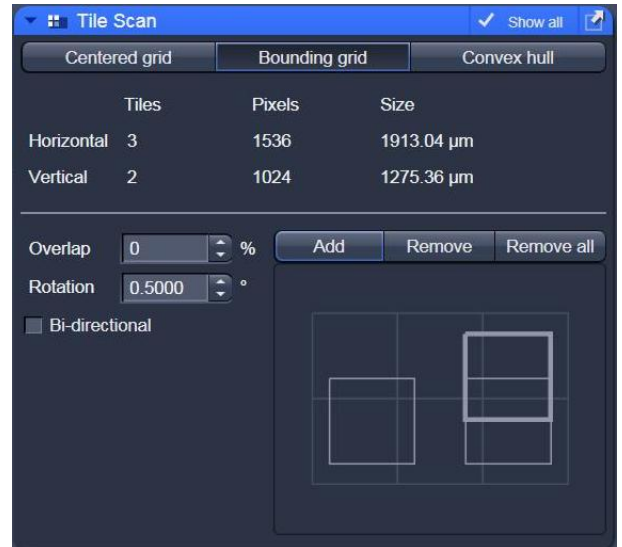 Tile Scan Show all
Centered grid Bounding grid Convex hull
Tiles Pixels Size
Horizontal 3 1536 1913.04 µm
Vertical 2 1024 1275.36 µm
Overlap 0 % Add Remove Remove all
Rotation 0.5000 °
Bi-directional